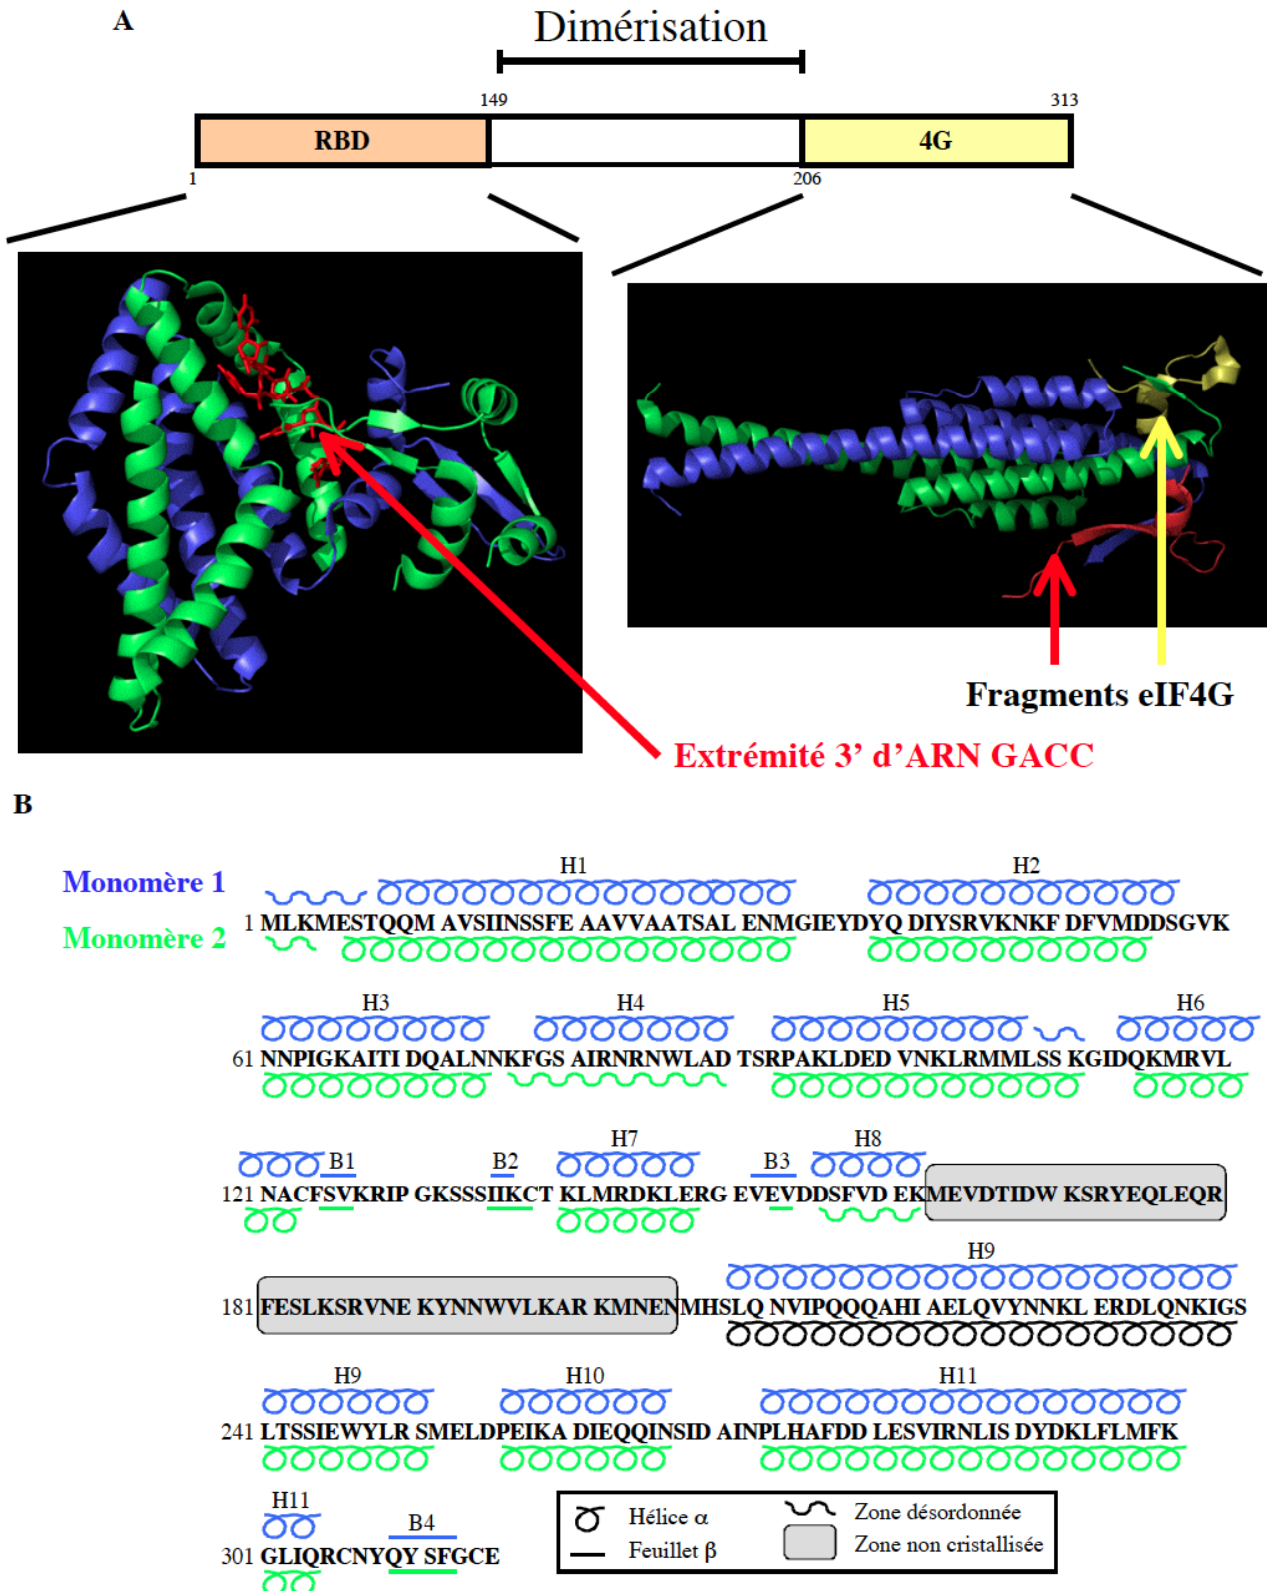 A
Dimérisation
149
313
RBD
4G
1
206
Fragments eIF4G
Extrémité 3’ d’ARN GACC
B
H1
H2
Monomère 1
1 MLKMESTQQM AVSIINSSFE AAVVAATSAL ENMGIEYDYQ DIYSRVKNKF DFVMDDSGVK
Monomère 2
H3
H4
H5
H6
61 NNPIGKAITI DQALNNKFGS AIRNRNWLAD TSRPAKLDED VNKLRMMLSS KGIDQKMRVL
B1
B2
H7
B3
H8
121 NACFSVKRIP GKSSSIIKCT KLMRDKLERG EVEVDDSFVD EKMEVDTIDW KSRYEQLEQR
H9
181 FESLKSRVNE KYNNWVLKAR KMNENMHSLQ NVIPQQQAHI AELQVYNNKL ERDLQNKIGS
H9
H10
H11
241 LTSSIEWYLR SMELDPEIKA DIEQQINSID AINPLHAFDD LESVIRNLIS DYDKLFLMFK
H11
B4
301 GLIQRCNYQY SFGCE
Hélice α
Zone désordonnée
Feuillet β
Zone non cristallisée